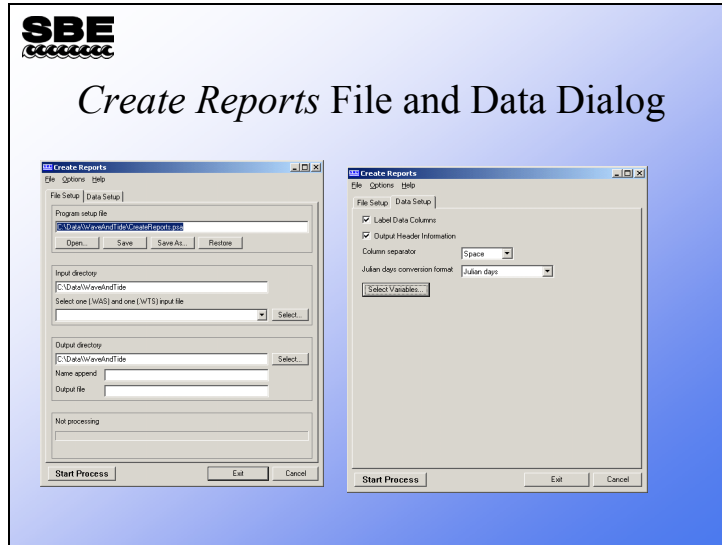 SBE
Create Reports File and Data Dialog
Create Reports
File Options Help
File Setup Data Setup
Program setup file
C:\Data\WaveAndTide\CreateReports.psa
Open... Save Save As... Restore
Input directory
C:\Data\WaveAndTide
Select one (.WAS) and one (.WTS) input file
Select...
Output directory
C:\Data\WaveAndTide Select...
Name append
Output file
Not processing
Start Process Exit Cancel
Create Reports
File Options Help
File Setup Data Setup
Label Data Columns
Output Header Information
Column separator Space
Julian days conversion format Julian days
Select Variables...
Start Process Exit Cancel